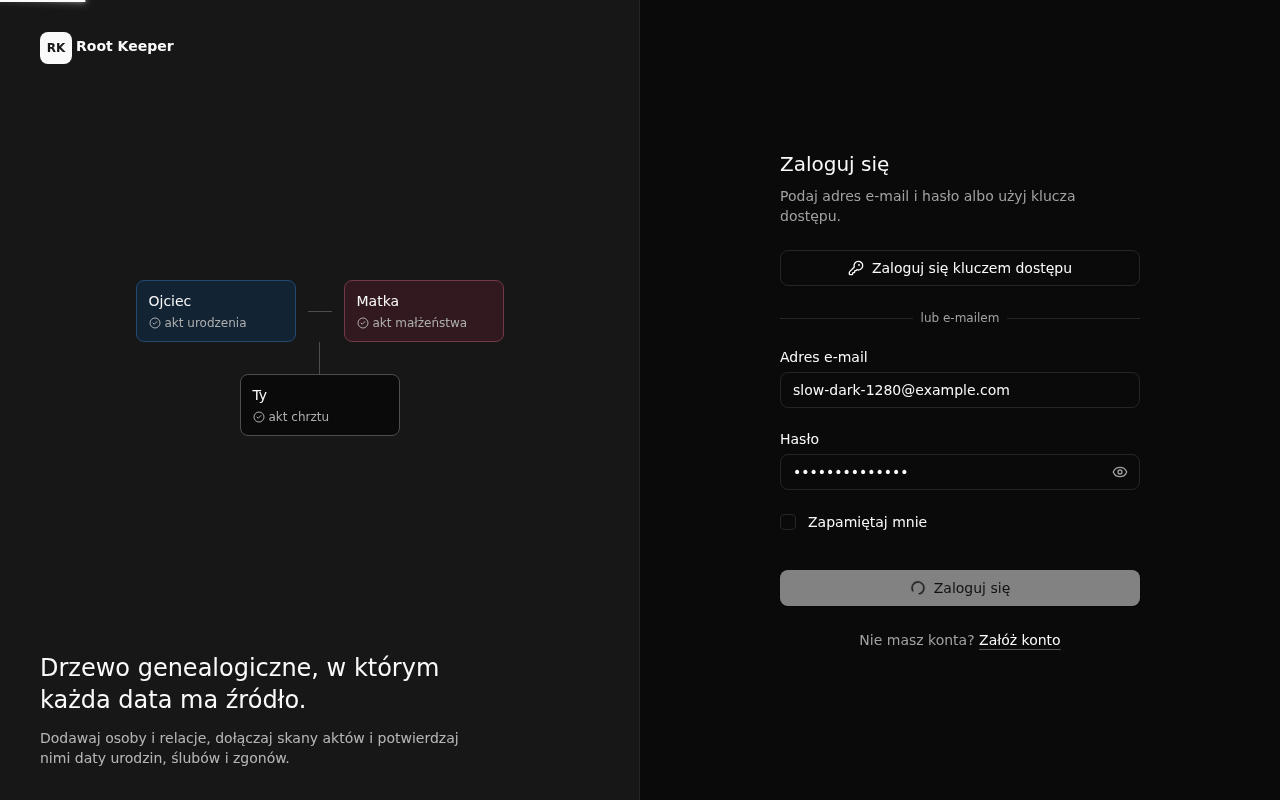 RK Root Keeper
Ojciec
akt urodzenia
Matka
akt małżeństwa
Ty
akt chrztu
Drzewo genealogiczne, w którym
każda data ma źródło.
Dodawaj osoby i relacje, dołączaj skany aktów i potwierdzaj
nimi daty urodzin, ślubów i zgonów.
Zaloguj się
Podaj adres e-mail i hasło albo użyj klucza
dostępu.
Zaloguj się kluczem dostępu
lub e-mailem
Adres e-mail
slow-dark-1280@example.com
Hasło
••••••••••••••
Zapamiętaj mnie
Zaloguj się
Nie masz konta? Załóż konto